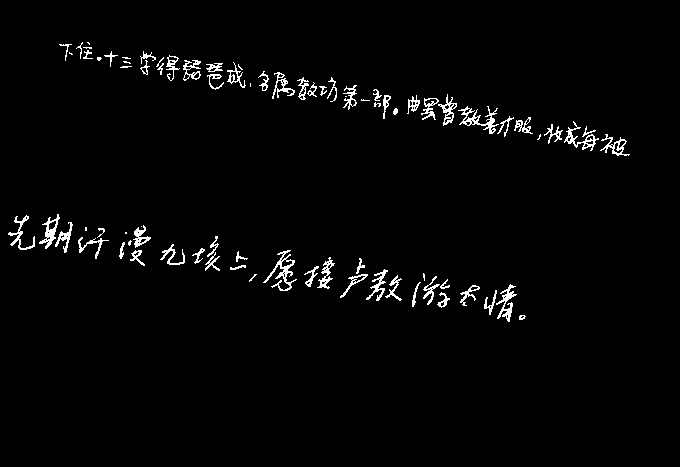 下住。十三学得琵琶成,名属教坊第一部。曲罢曾教善才服,妆成每被
先期汗漫九垓上,愿接卢敖游太情。